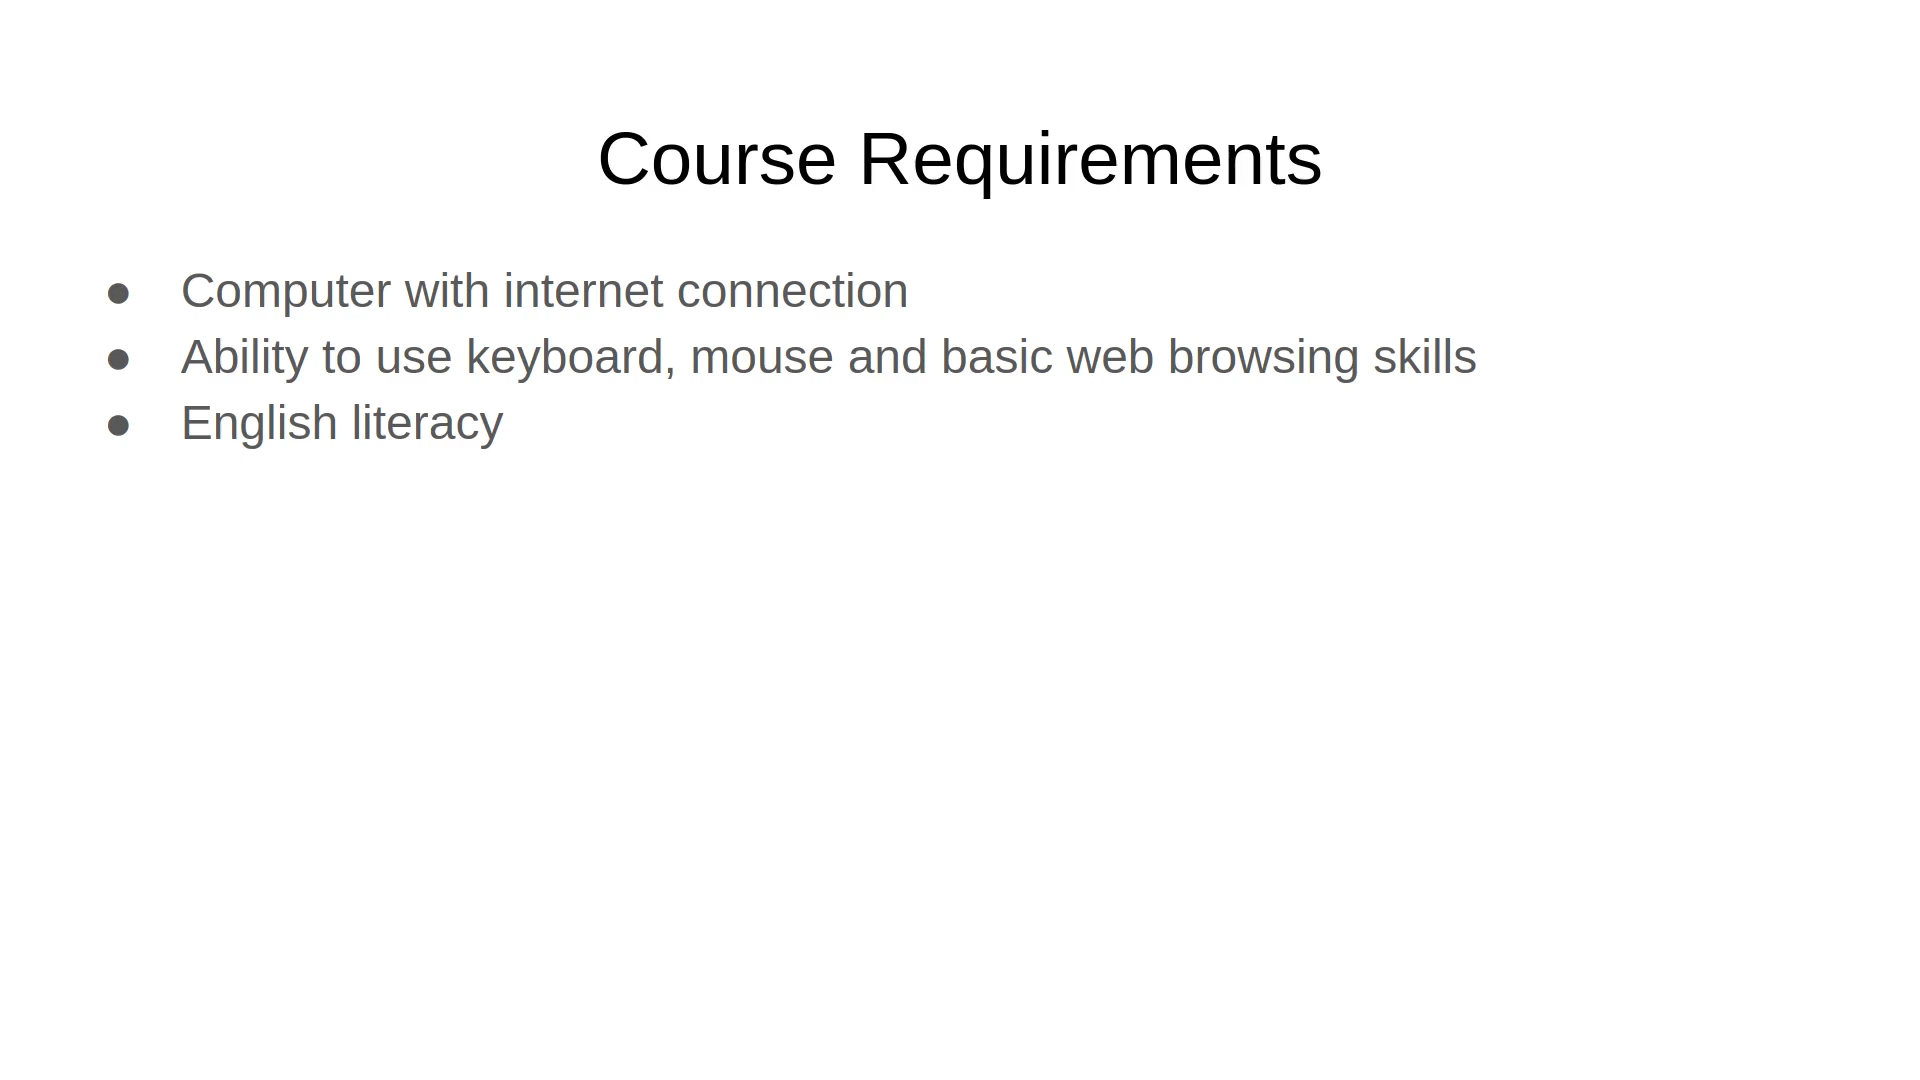 Course Requirements
● Computer with internet connection
● Ability to use keyboard, mouse and basic web browsing skills
● English literacy